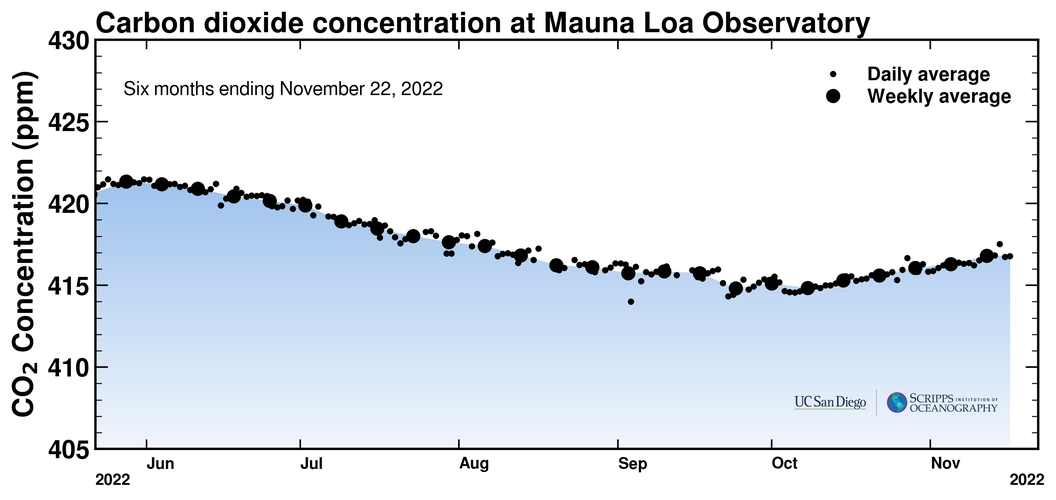 Carbon dioxide concentration at Mauna Loa Observatory
430
425
420
415
410
405
CO₂ Concentration (ppm)
Six months ending November 22, 2022
Daily average
Weekly average
UC San Diego
SCRIPPS INSTITUTION OF
OCEANOGRAPHY
Jun Jul Aug Sep Oct Nov
2022 2022